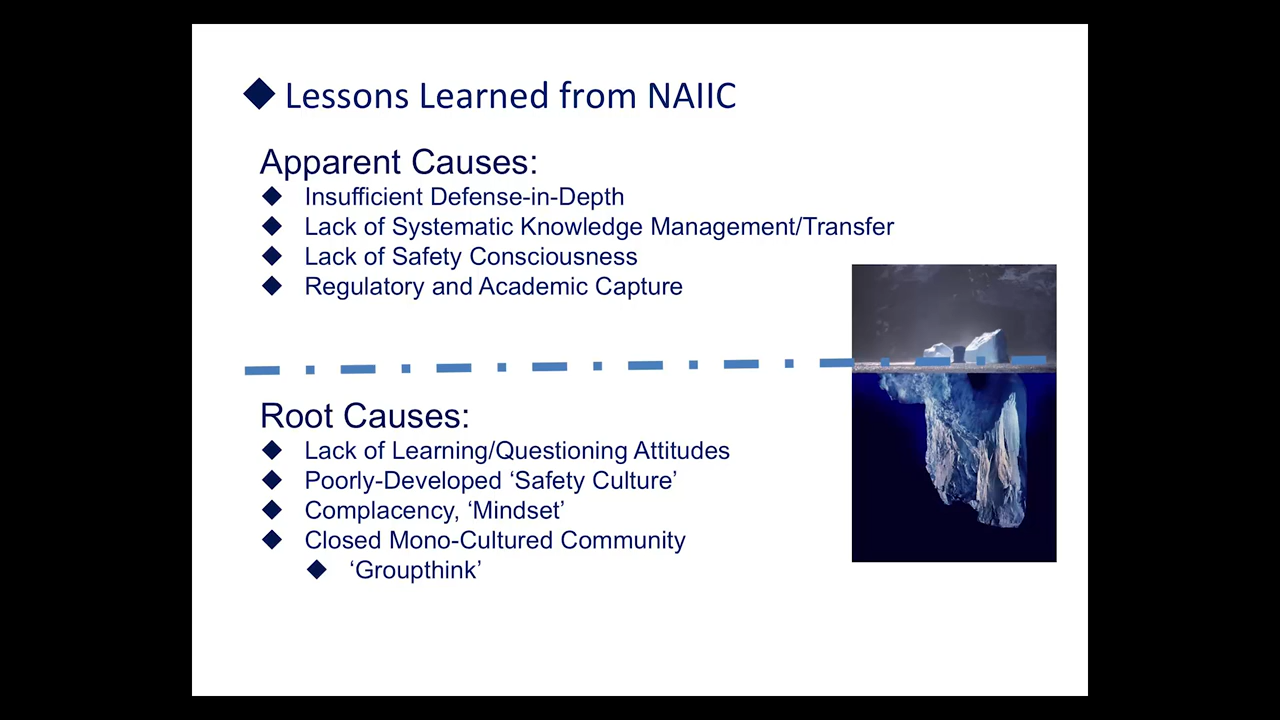 Lessons Learned from NAIIC
Apparent Causes:
Insufficient Defense-in-Depth
Lack of Systematic Knowledge Management/Transfer
Lack of Safety Consciousness
Regulatory and Academic Capture
Root Causes:
Lack of Learning/Questioning Attitudes
Poorly-Developed ‘Safety Culture’
Complacency, ‘Mindset’
Closed Mono-Cultured Community
‘Groupthink’